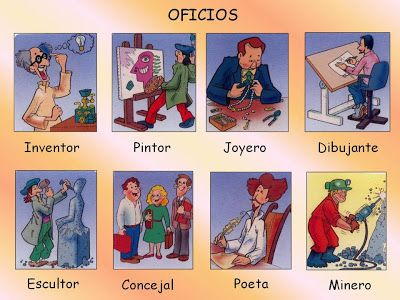 OFICIOS
Inventor Pintor Joyero Dibujante
Escultor Concejal Poeta Minero